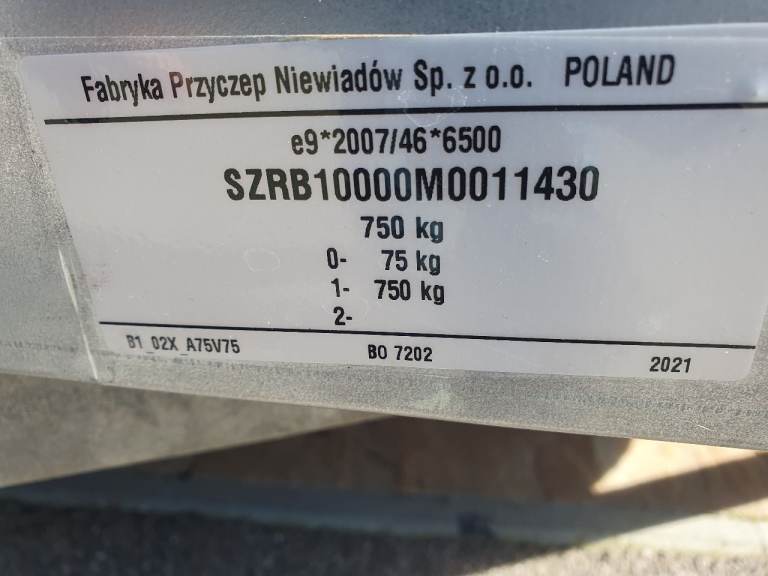 Fabryka Przyczep Niewiadów Sp. z o.o. POLAND
e9*2007/46*6500
SZRB10000M0011430
750 kg
0- 75 kg
1- 750 kg
2-
B1_02X_A75V75 BO 7202 2021